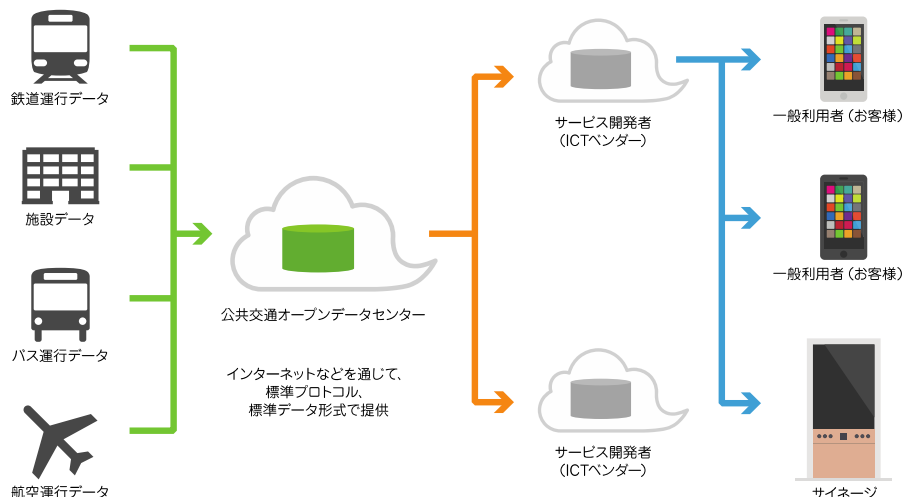 鉄道運行データ
施設データ
バス運行データ
航空運行データ
公共交通オープンデータセンター
インターネットなどを通じて、
標準プロトコル、
標準データ形式で提供
サービス開発者
（ICTベンダー）
サービス開発者
（ICTベンダー）
一般利用者（お客様）
一般利用者（お客様）
サイネージ